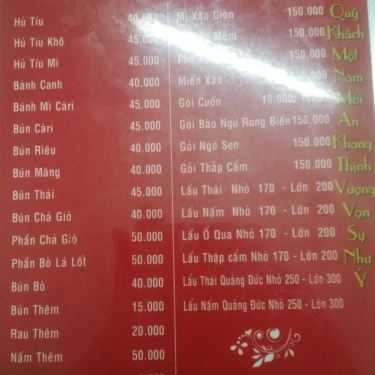 Hủ Tíu 40.000
Hủ Tíu Khô 45.000
Hủ Tíu Mì 45.000
Bánh Canh 40.000
Bánh Mì Càri 45.000
Bún Càri 45.000
Bún Riêu 40.000
Bún Măng 40.000
Bún Thái 45.000
Bún Chả Giò 40.000
Phần Chả Giò 50.000
Phần Bò Lá Lốt 50.000
Bún Bò 40.000
Bún Thêm 15.000
Rau Thêm 20.000
Nấm Thêm 50.000
Mì Xào Giòn 150.000
Mềm 150.000
150.000
Miến Xào
Gỏi Cuốn 10.000
Gỏi Bào Ngư Rong Biển 150.000
Gỏi Ngó Sen 150.000
Gỏi Thập Cẩm 150.000
Lẩu Thái Nhỏ 170 - Lớn 200
Lẩu Nấm Nhỏ 170 - Lớn 200
Lẩu Ổ Qua Nhỏ 170 - Lớn 200
Lẩu Thập cẩm Nhỏ 170 - Lớn 200
Lẩu Thái Quảng Đức Nhỏ 250 - Lớn 300
Lẩu Nấm Quảng Đức Nhỏ 250 - Lớn 300
Quý
Khách
Một
Năm
Mới
An
Khang
Thịnh
Vượng
Vạn
Sự
Như
Ý